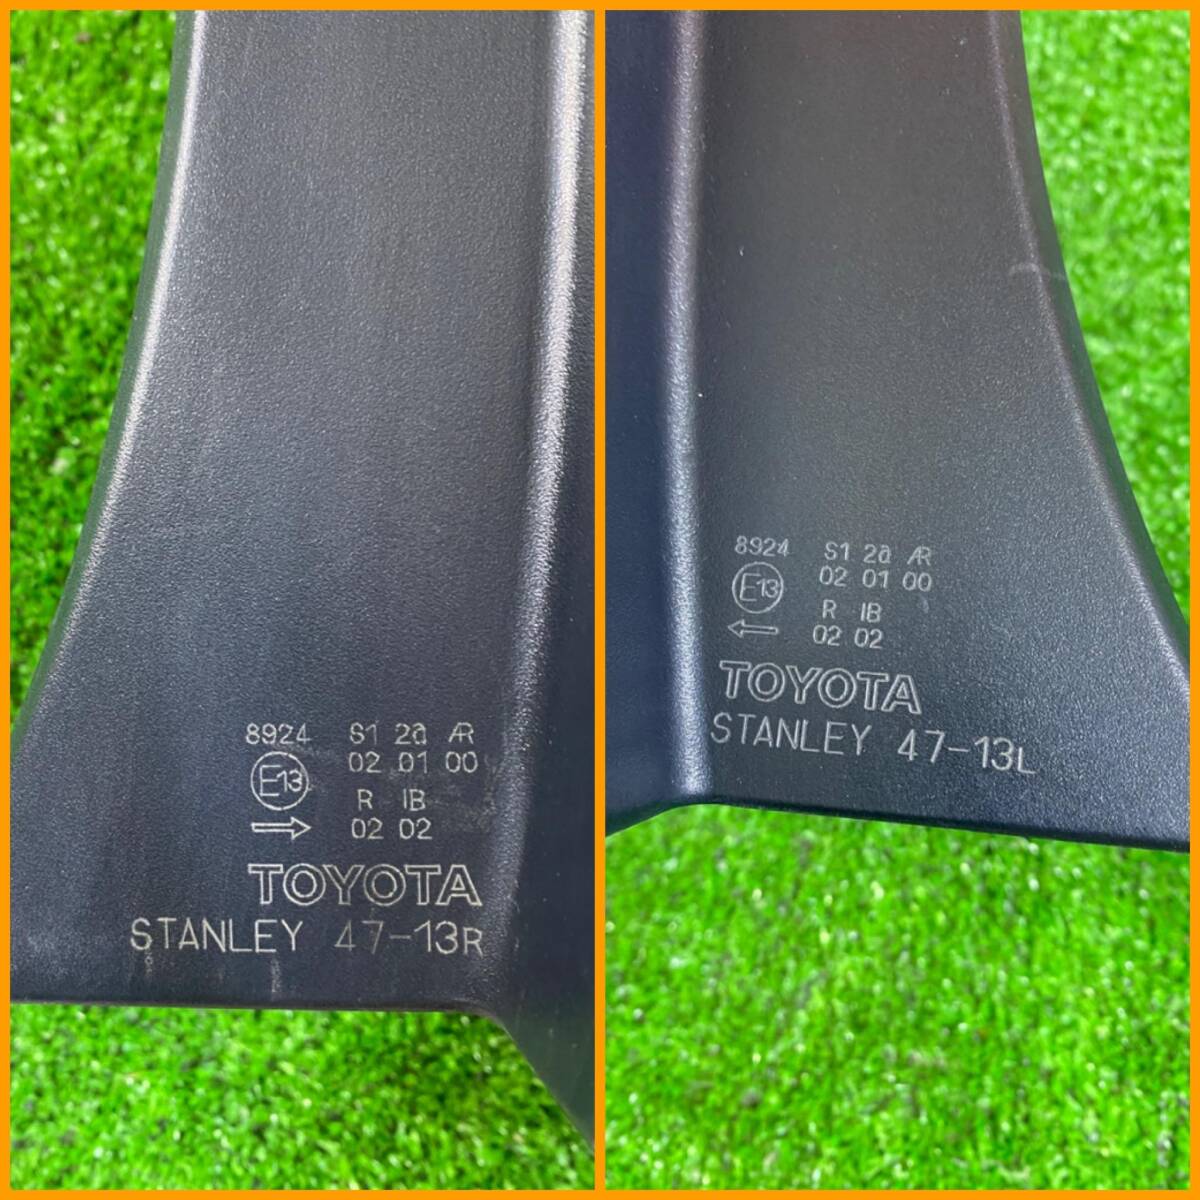 8924 S1 2a AR
E13 02 01 00
R IB
→ 02 02
TOYOTA
STANLEY 47-13R
8924 S1 2a AR
E13 02 01 00
R IB
← 02 02
TOYOTA
STANLEY 47-13L